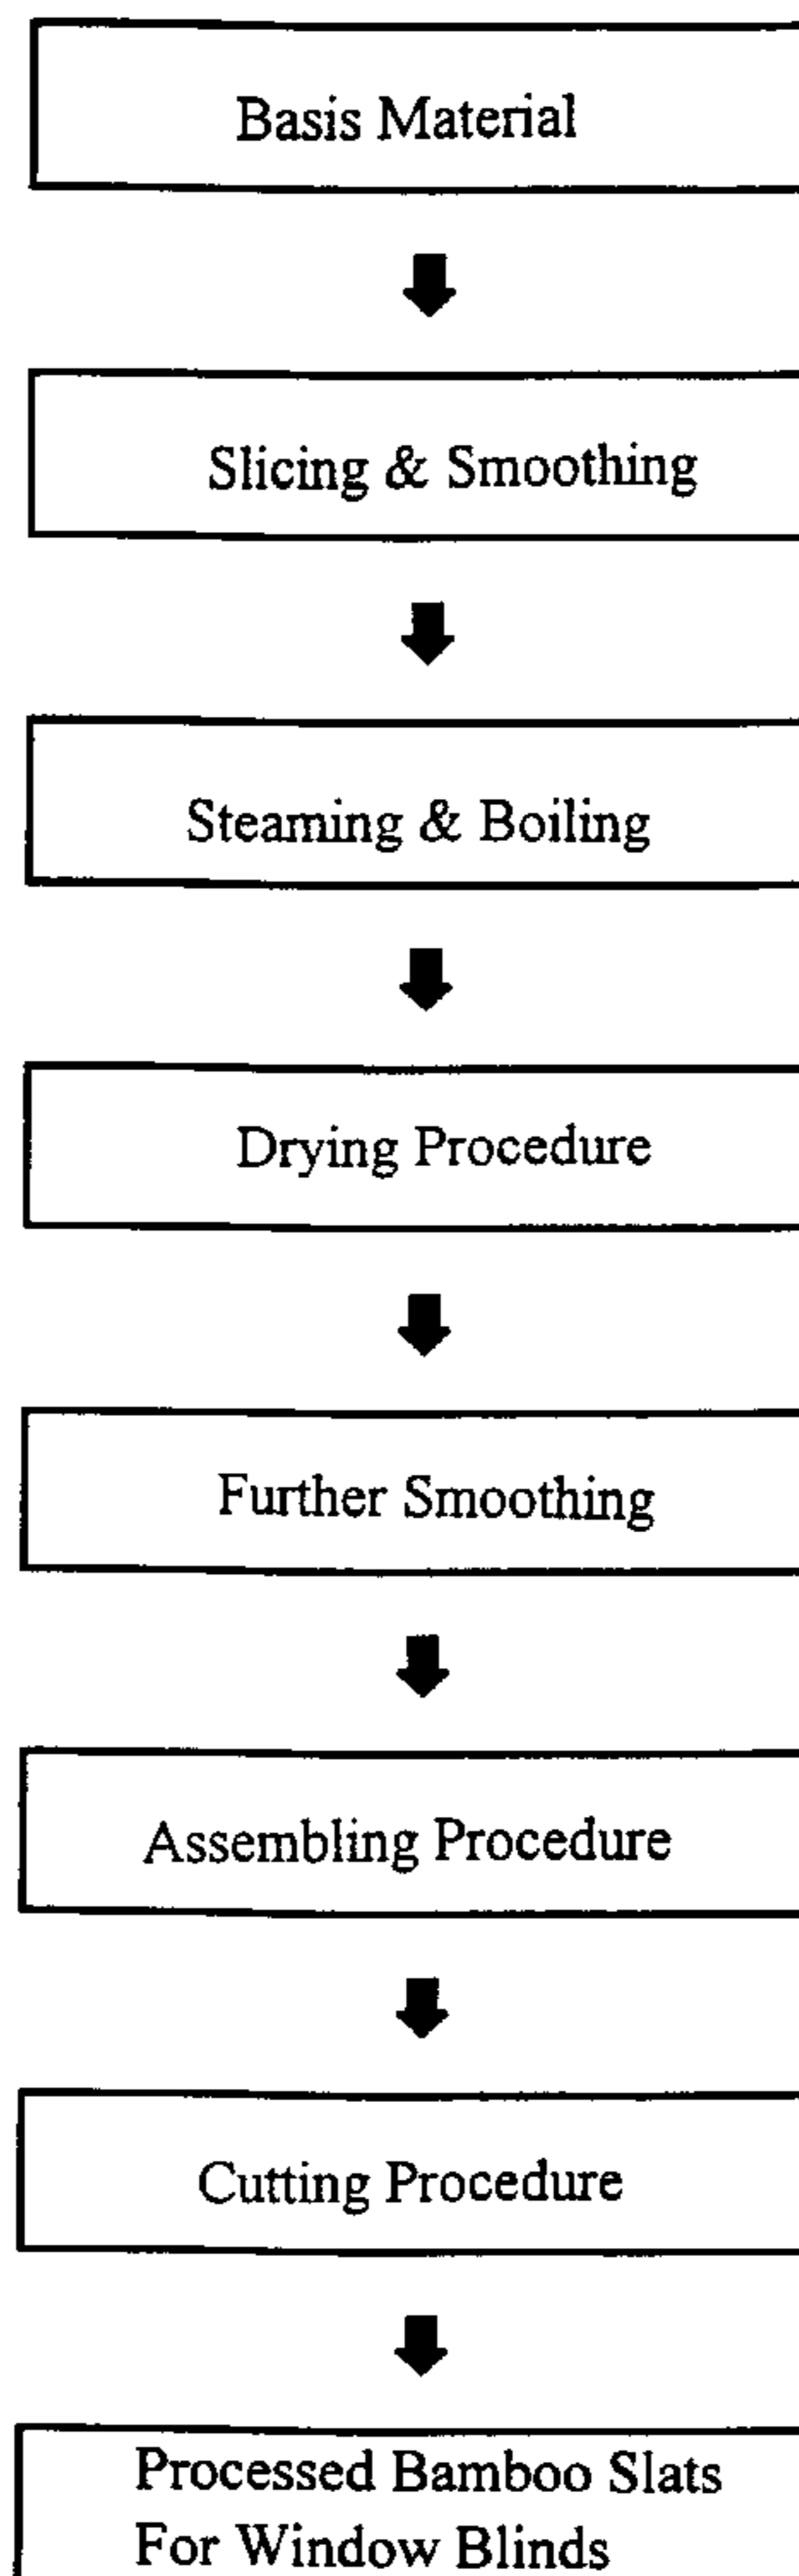 Basis Material
Slicing & Smoothing
Steaming & Boiling
Drying Procedure
Further Smoothing
Assembling Procedure
Cutting Procedure
Processed Bamboo Slats
For Window Blinds